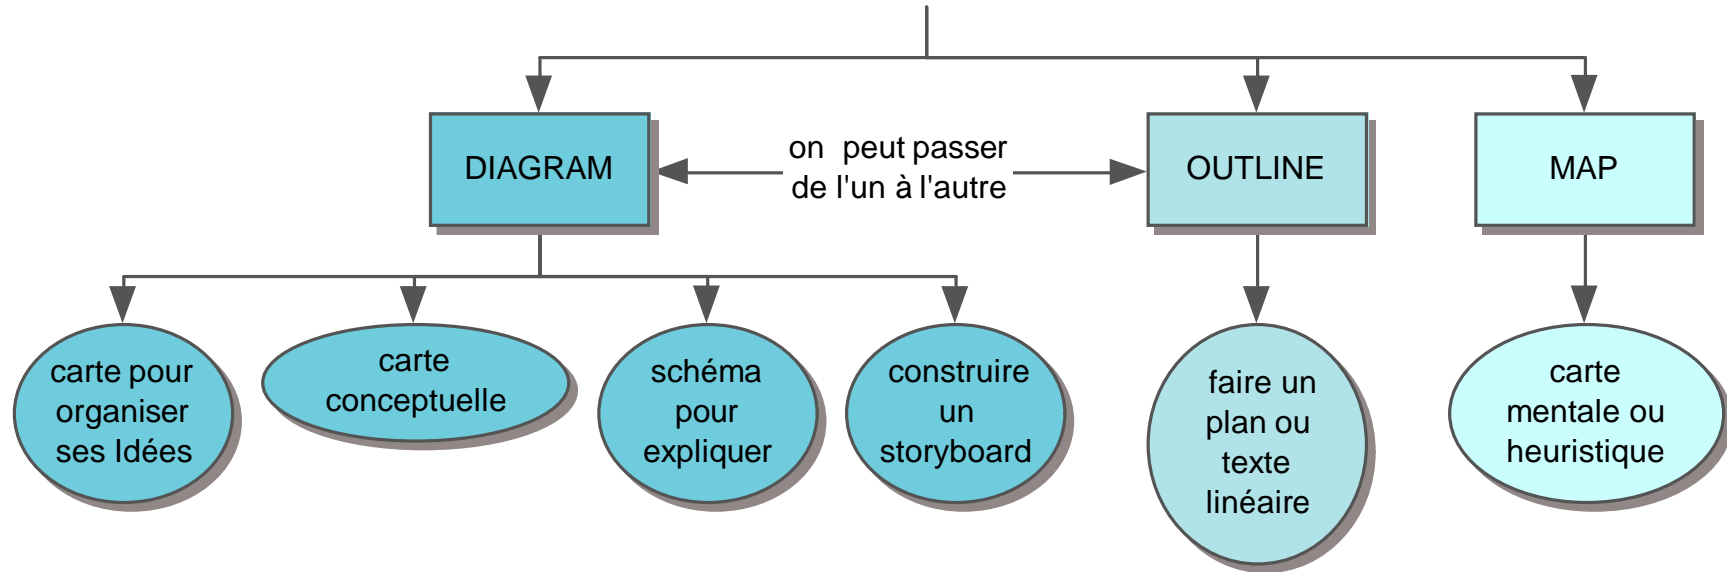 DIAGRAM
on peut passer
de l'un à l'autre
OUTLINE
MAP
carte pour
organiser
ses Idées
carte
conceptuelle
schéma
pour
expliquer
construire
un
storyboard
faire un
plan ou
texte
linéaire
carte
mentale ou
heuristique